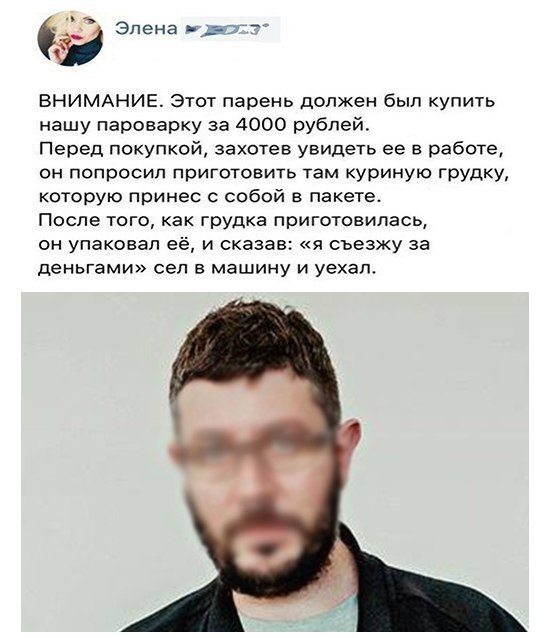 Элена
ВНИМАНИЕ. Этот парень должен был купить
нашу пароварку за 4000 рублей.
Перед покупкой, захотев увидеть ее в работе,
он попросил приготовить там куриную грудку,
которую принес с собой в пакете.
После того, как грудка приготовилась,
он упаковал её, и сказав: «я съезжу за
деньгами» сел в машину и уехал.